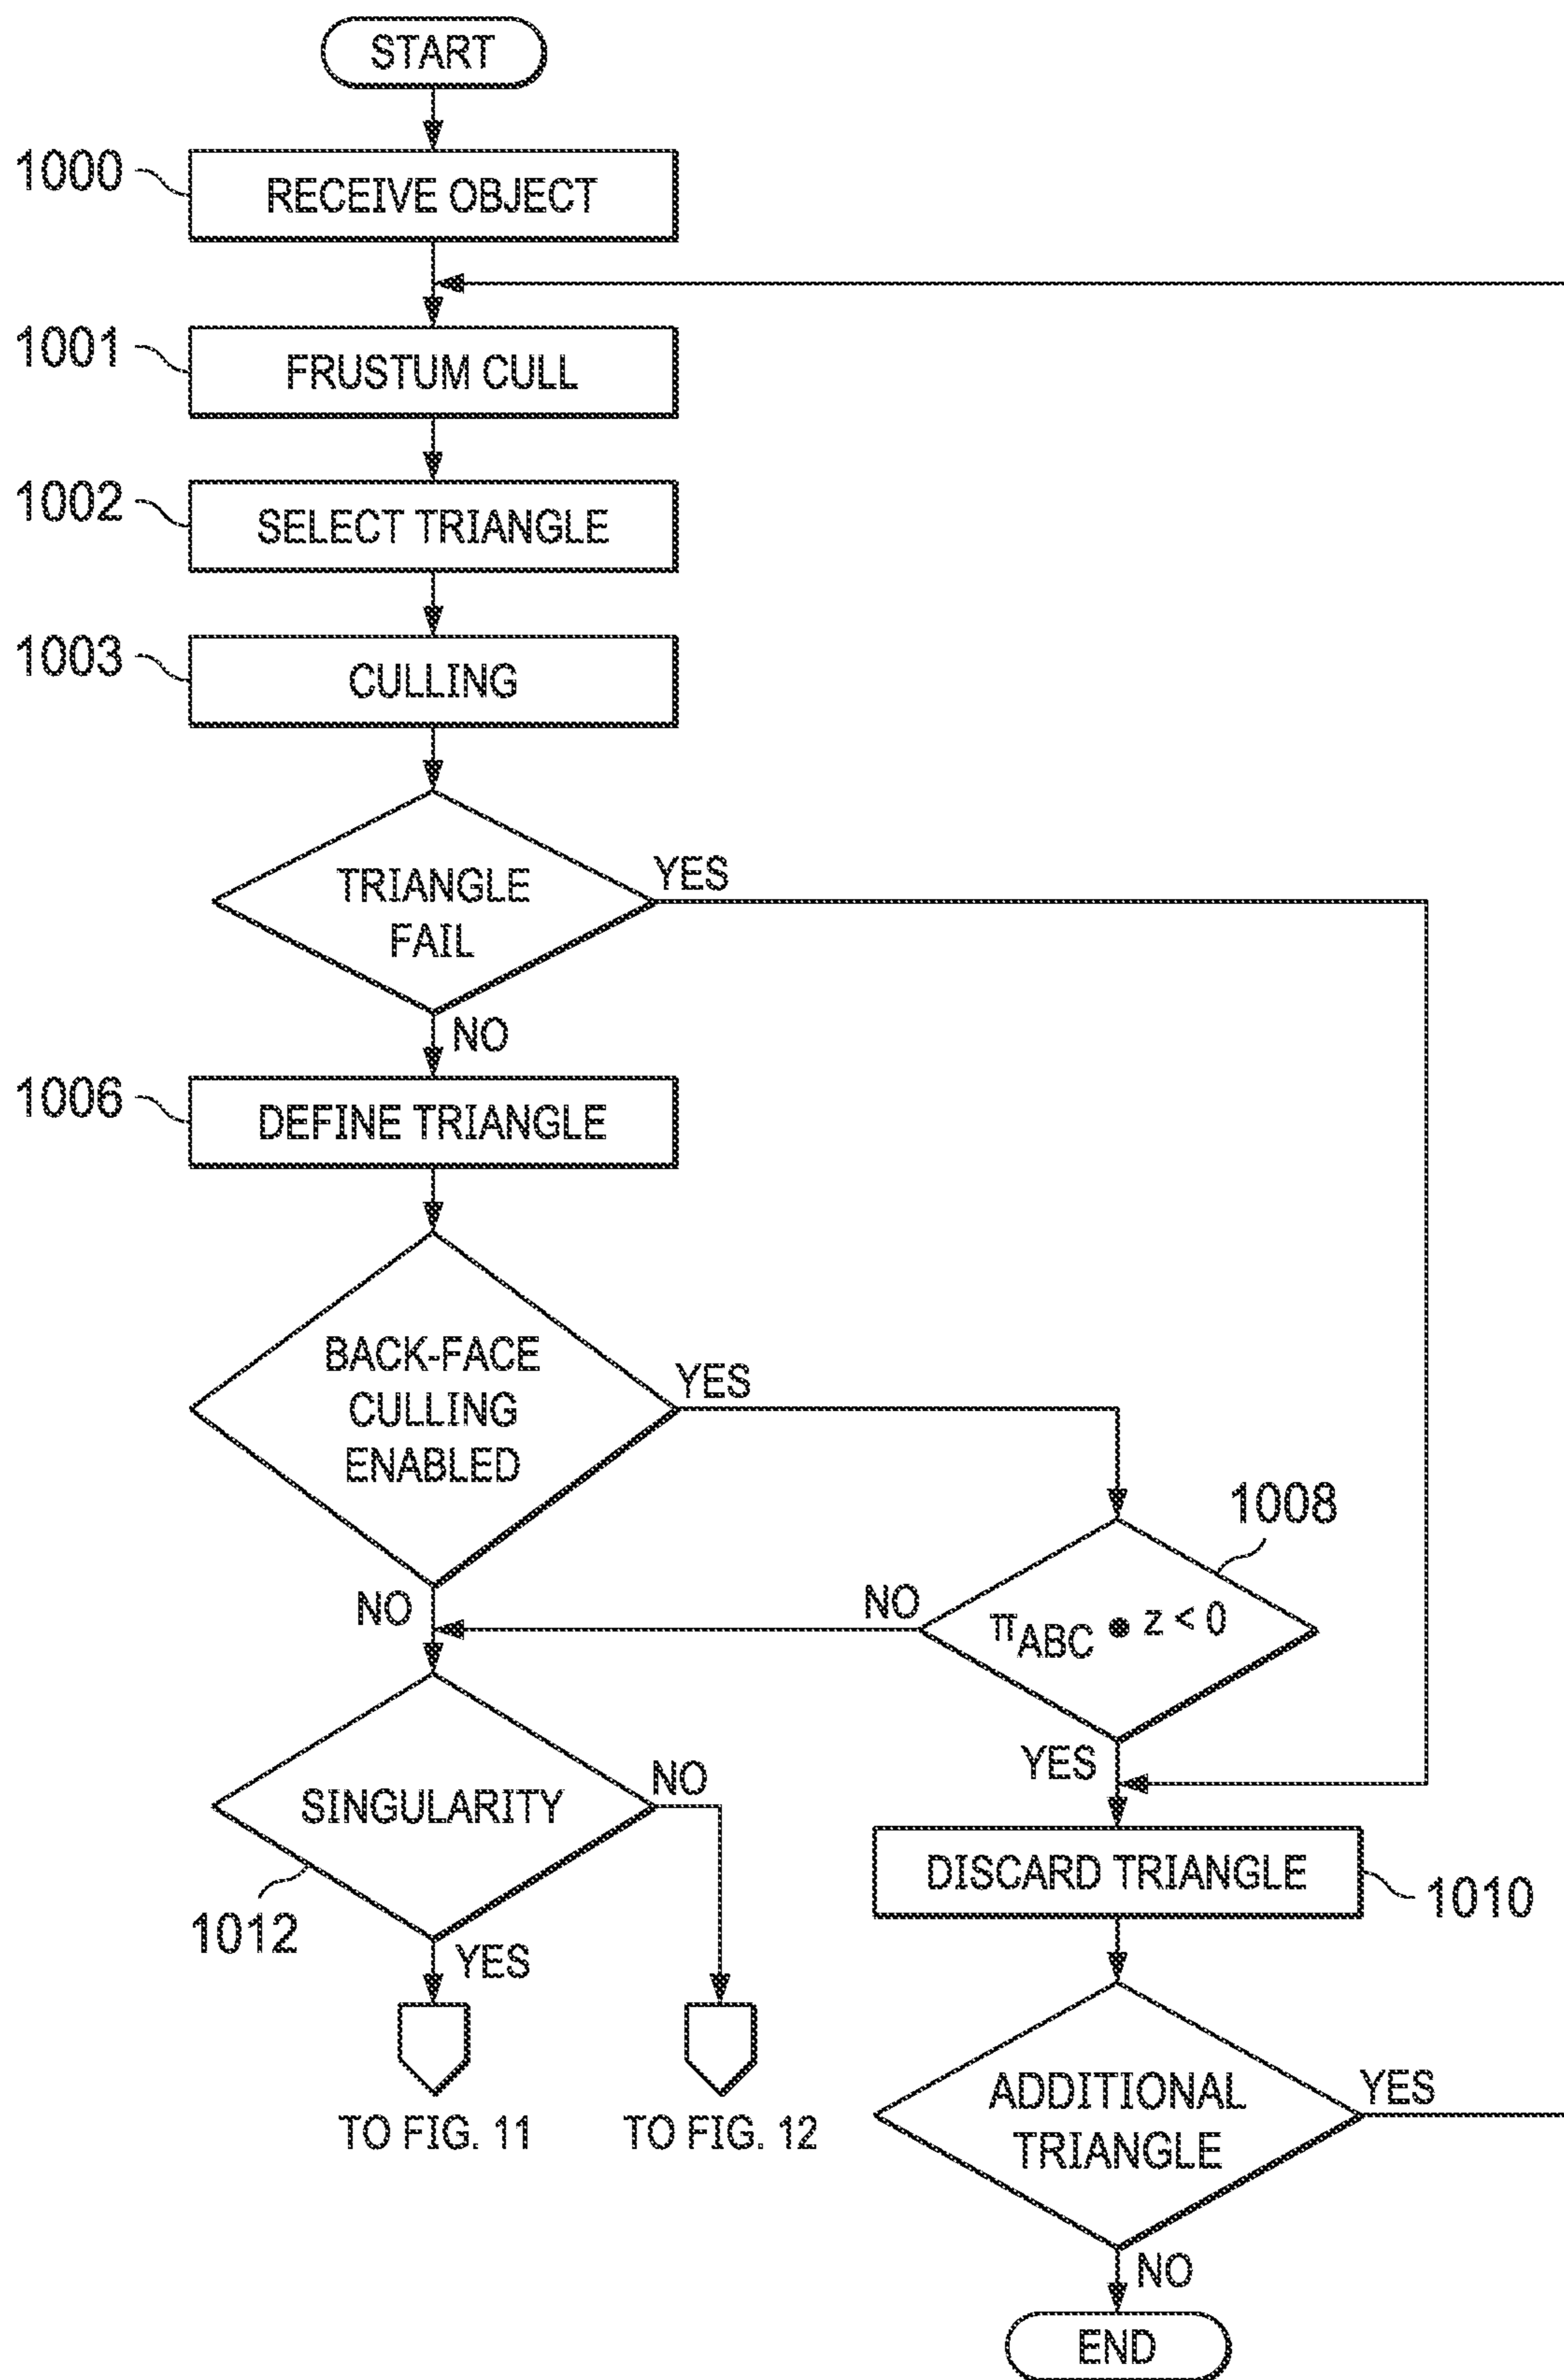 START
1000
RECEIVE OBJECT
1001
FRUSTUM CULL
1002
SELECT TRIANGLE
1003
CULLING
TRIANGLE
FAIL
YES
NO
1006
DEFINE TRIANGLE
BACK-FACE
CULLING
ENABLED
YES
NO
1008
πABC • z < 0
NO
YES
SINGULARITY
NO
1012
YES
DISCARD TRIANGLE
1010
TO FIG. 11
TO FIG. 12
ADDITIONAL
TRIANGLE
YES
NO
END